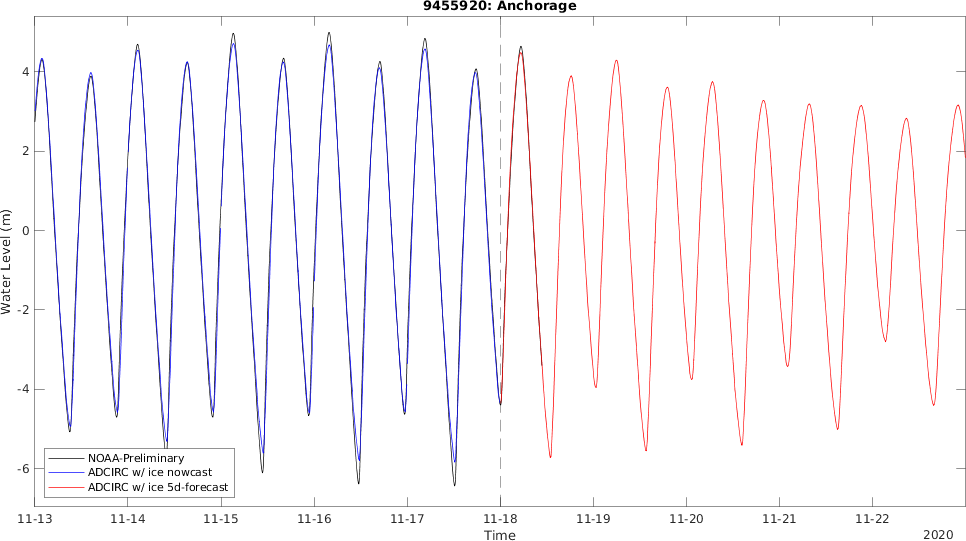 9455920: Anchorage
Water Level (m)
4
2
0
-2
-4
-6
NOAA-Preliminary
ADCIRC w/ ice nowcast
ADCIRC w/ ice 5d-forecast
11-13
11-14
11-15
11-16
11-17
11-18
11-19
11-20
11-21
11-22
Time
2020